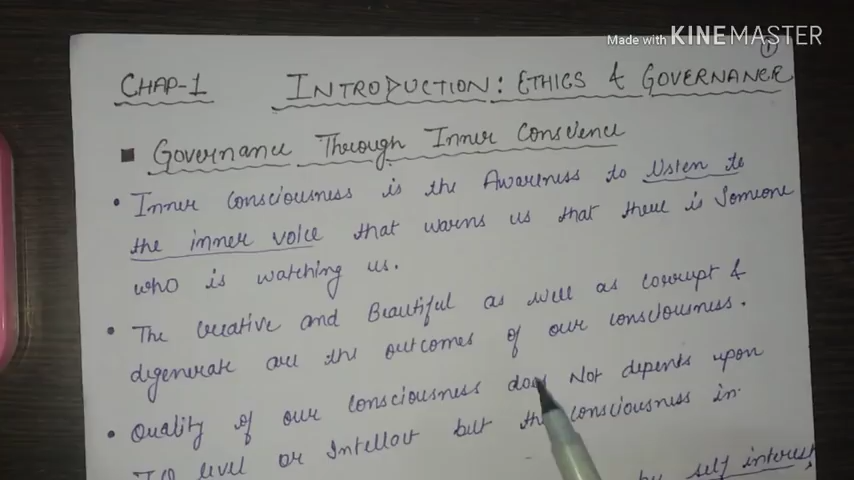 Made with KINEMASTER
1
CHAP-1 INTRODUCTION: ETHICS & GOVERNANCE
Governance Through Inner Conscience
• Inner Consciousness is the Awareness to listen to
the inner voice that warns us that there is Someone
who is watching us.
• The creative and Beautiful as well as corrupt &
degenerate are the outcomes of our consciousness.
• Quality of our consciousness does Not depends upon
IQ level or Intellect but the consciousness in
by self interest